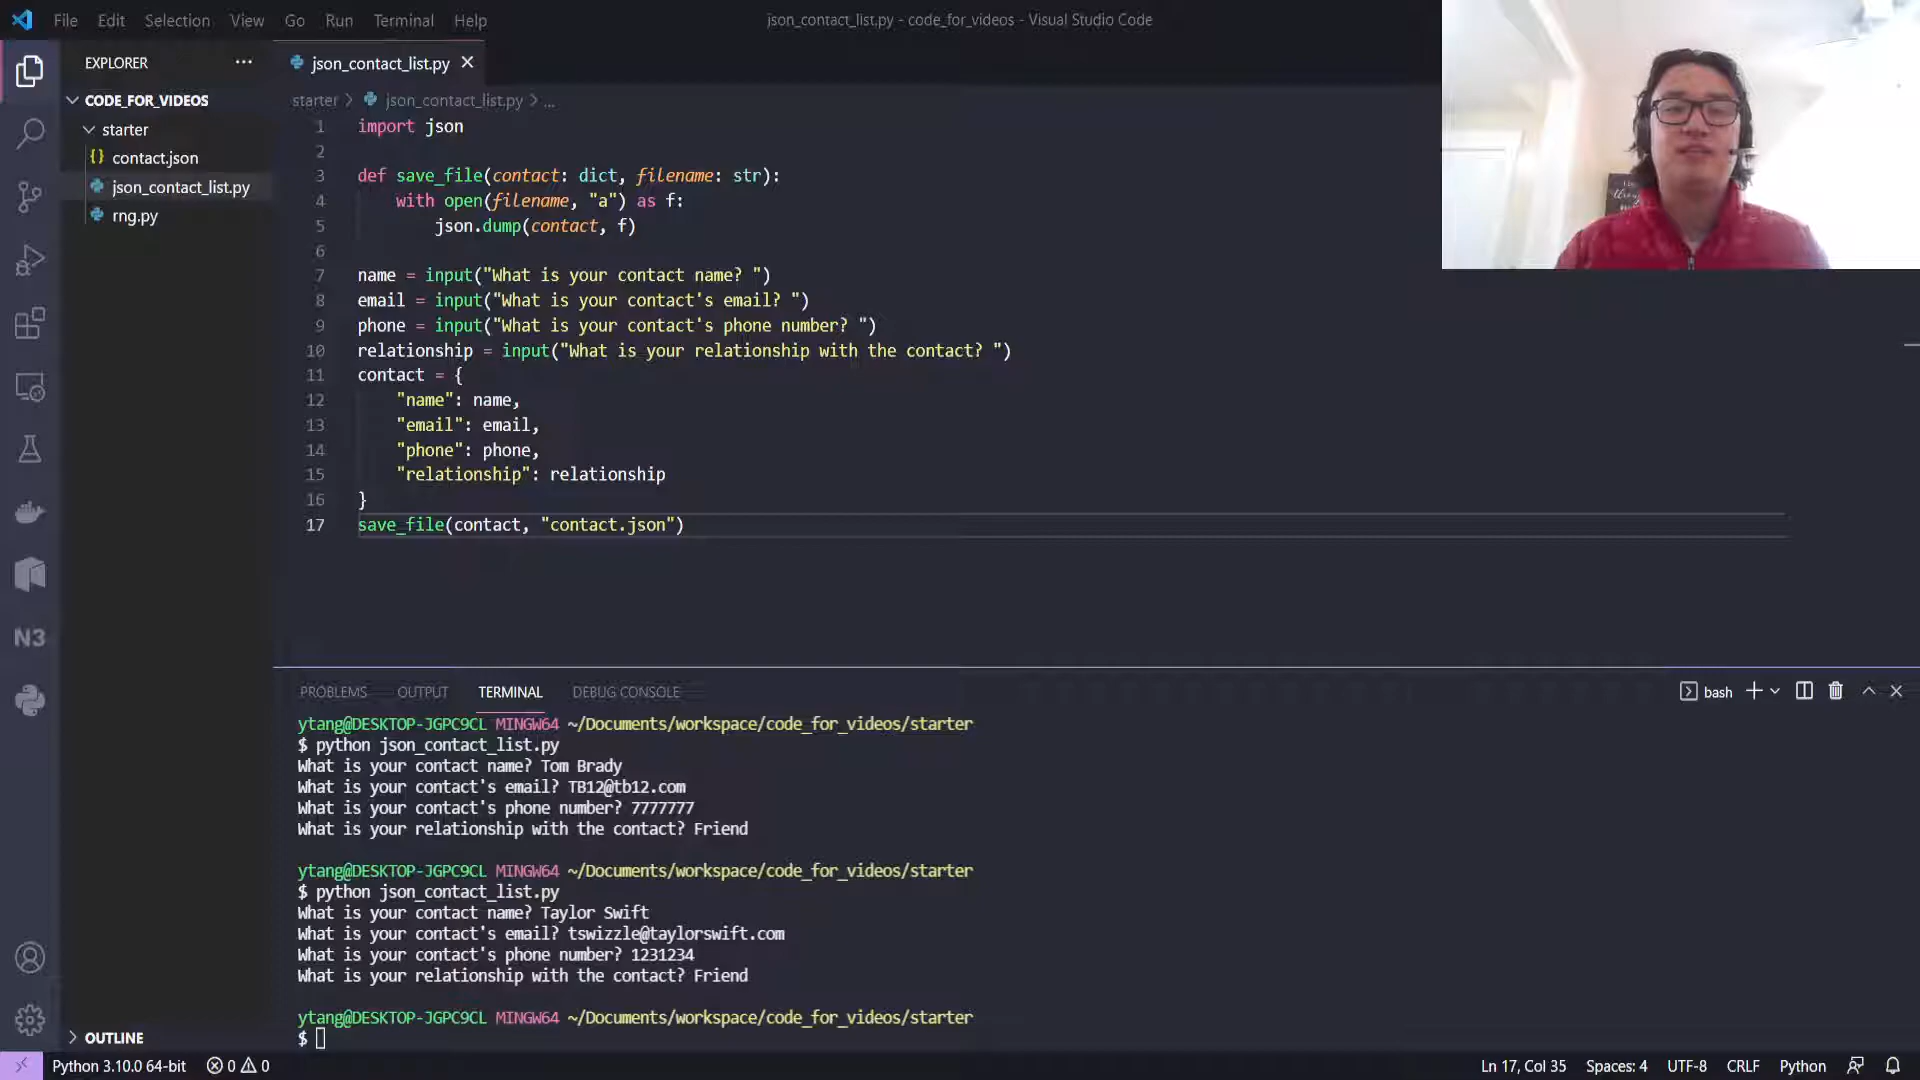 File Edit Selection View Go Run Terminal Help
json_contact_list.py - code_for_videos - Visual Studio Code
EXPLORER ···
CODE_FOR_VIDEOS
starter
{} contact.json
json_contact_list.py
rng.py
OUTLINE
json_contact_list.py
starter > json_contact_list.py > ...
1 import json
2
3 def save_file(contact: dict, filename: str):
4 with open(filename, "a") as f:
5 json.dump(contact, f)
6
7 name = input("What is your contact name? ")
8 email = input("What is your contact's email? ")
9 phone = input("What is your contact's phone number? ")
10 relationship = input("What is your relationship with the contact? ")
11 contact = {
12 "name": name,
13 "email": email,
14 "phone": phone,
15 "relationship": relationship
16 }
17 save_file(contact, "contact.json")
N3
PROBLEMS OUTPUT TERMINAL DEBUG CONSOLE
bash
ytang@DESKTOP-JGPC9CL MINGW64 ~/Documents/workspace/code_for_videos/starter
$ python json_contact_list.py
What is your contact name? Tom Brady
What is your contact's email? TB12@tb12.com
What is your contact's phone number? 7777777
What is your relationship with the contact? Friend
ytang@DESKTOP-JGPC9CL MINGW64 ~/Documents/workspace/code_for_videos/starter
$ python json_contact_list.py
What is your contact name? Taylor Swift
What is your contact's email? tswizzle@taylorswift.com
What is your contact's phone number? 1231234
What is your relationship with the contact? Friend
ytang@DESKTOP-JGPC9CL MINGW64 ~/Documents/workspace/code_for_videos/starter
$
Python 3.10.0 64-bit 0 0
Ln 17, Col 35 Spaces: 4 UTF-8 CRLF Python